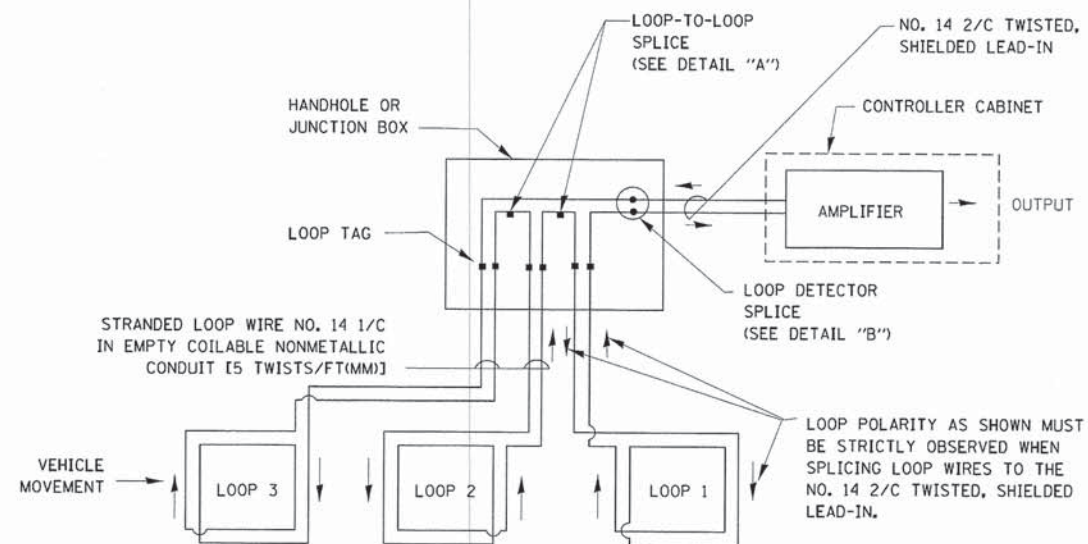 LOOP-TO-LOOP
SPLICE
(SEE DETAIL "A")
NO. 14 2/C TWISTED,
SHIELDED LEAD-IN
HANDHOLE OR
JUNCTION BOX
CONTROLLER CABINET
AMPLIFIER
OUTPUT
LOOP TAG
LOOP DETECTOR
SPLICE
(SEE DETAIL "B")
STRANDED LOOP WIRE NO. 14 1/C
IN EMPTY COILABLE NONMETALLIC
CONDUIT [5 TWISTS/FT(MM)]
LOOP POLARITY AS SHOWN MUST
BE STRICTLY OBSERVED WHEN
SPLICING LOOP WIRES TO THE
NO. 14 2/C TWISTED, SHIELDED
LEAD-IN.
VEHICLE
MOVEMENT
LOOP 3
LOOP 2
LOOP 1